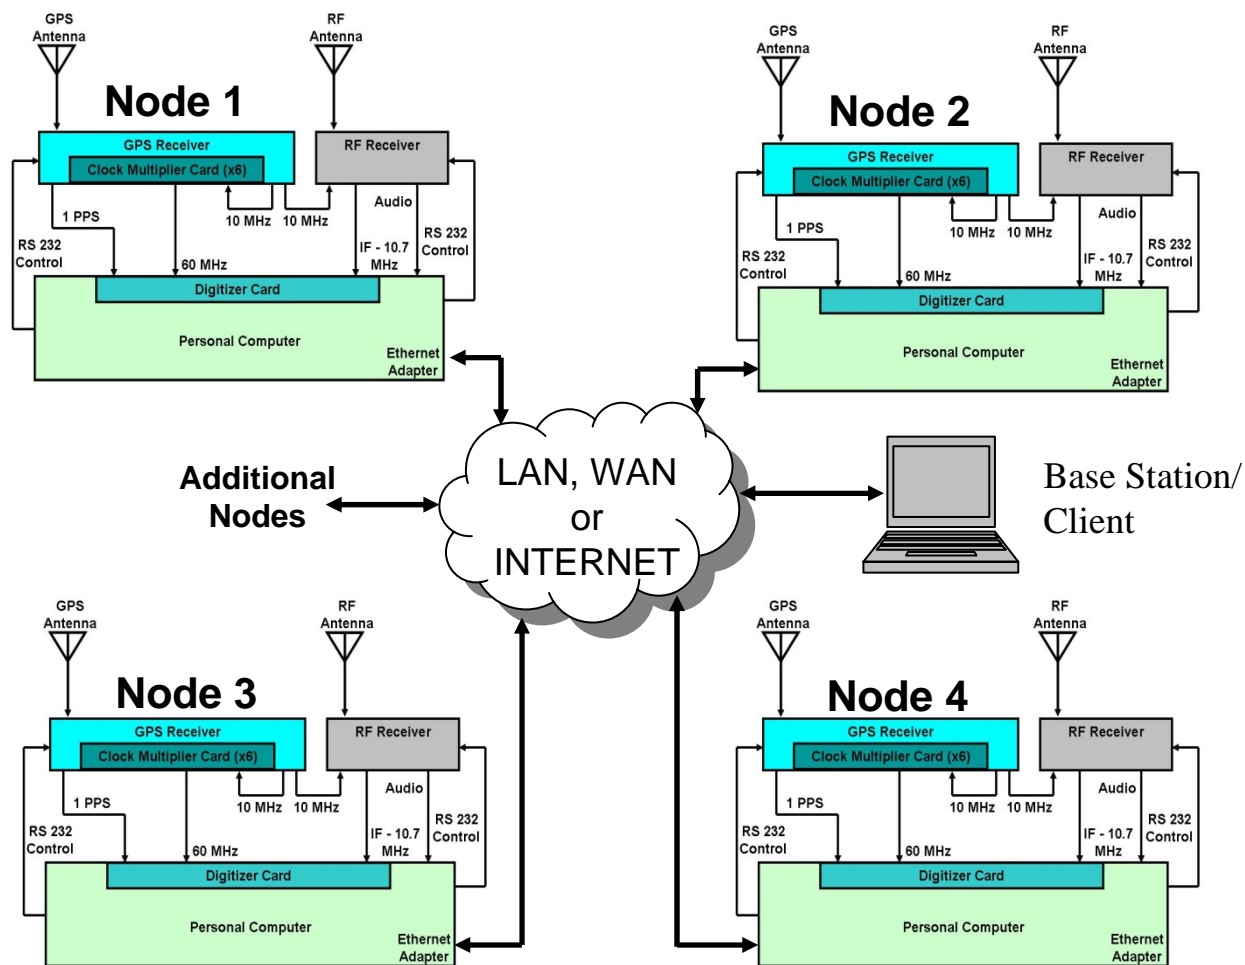 GPS
Antenna
RF
Antenna
Node 1
GPS Receiver
Clock Multiplier Card (x6)
RF Receiver
1 PPS
10 MHz
10 MHz
Audio
RS 232
Control
60 MHz
IF - 10.7
MHz
RS 232
Control
Digitizer Card
Personal Computer
Ethernet
Adapter
GPS
Antenna
RF
Antenna
Node 2
GPS Receiver
Clock Multiplier Card (x6)
RF Receiver
1 PPS
10 MHz
10 MHz
Audio
RS 232
Control
60 MHz
IF - 10.7
MHz
RS 232
Control
Digitizer Card
Personal Computer
Ethernet
Adapter
Additional
Nodes
LAN, WAN
or
INTERNET
Base Station/
Client
GPS
Antenna
RF
Antenna
Node 3
GPS Receiver
Clock Multiplier Card (x6)
RF Receiver
1 PPS
10 MHz
10 MHz
Audio
RS 232
Control
60 MHz
IF - 10.7
MHz
RS 232
Control
Digitizer Card
Personal Computer
Ethernet
Adapter
GPS
Antenna
RF
Antenna
Node 4
GPS Receiver
Clock Multiplier Card (x6)
RF Receiver
1 PPS
10 MHz
10 MHz
Audio
RS 232
Control
60 MHz
IF - 10.7
MHz
RS 232
Control
Digitizer Card
Personal Computer
Ethernet
Adapter